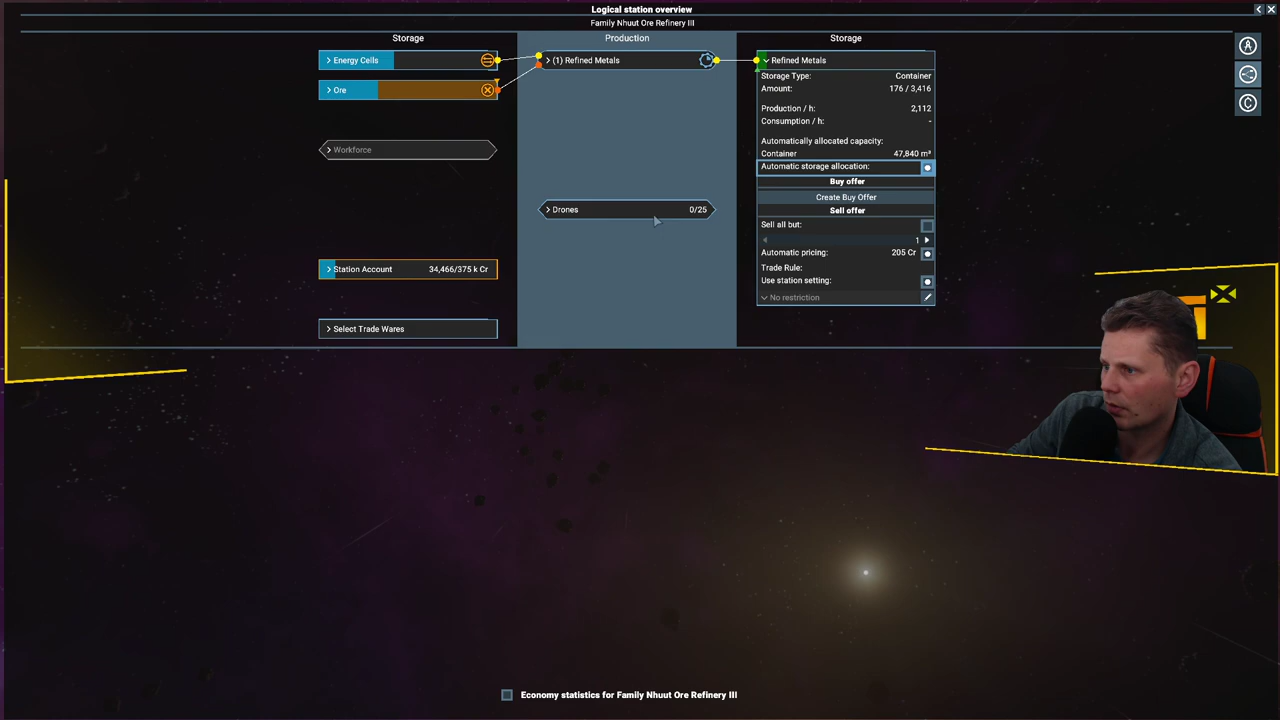 Logical station overview
Family Nhuut Ore Refinery III
Storage
Production
Storage
Energy Cells
(1) Refined Metals
Refined Metals
Ore
Storage Type: Container
Amount: 176 / 3,416
Production / h: 2,112
Consumption / h: -
Automatically allocated capacity:
Container 47,840 m³
Workforce
Automatic storage allocation:
Buy offer
Create Buy Offer
Drones 0/25
Sell offer
Sell all but:
1
Automatic pricing: 205 Cr
Station Account 34,466/375 k Cr
Trade Rule:
Use station setting:
No restriction
Select Trade Wares
Economy statistics for Family Nhuut Ore Refinery III
A
C